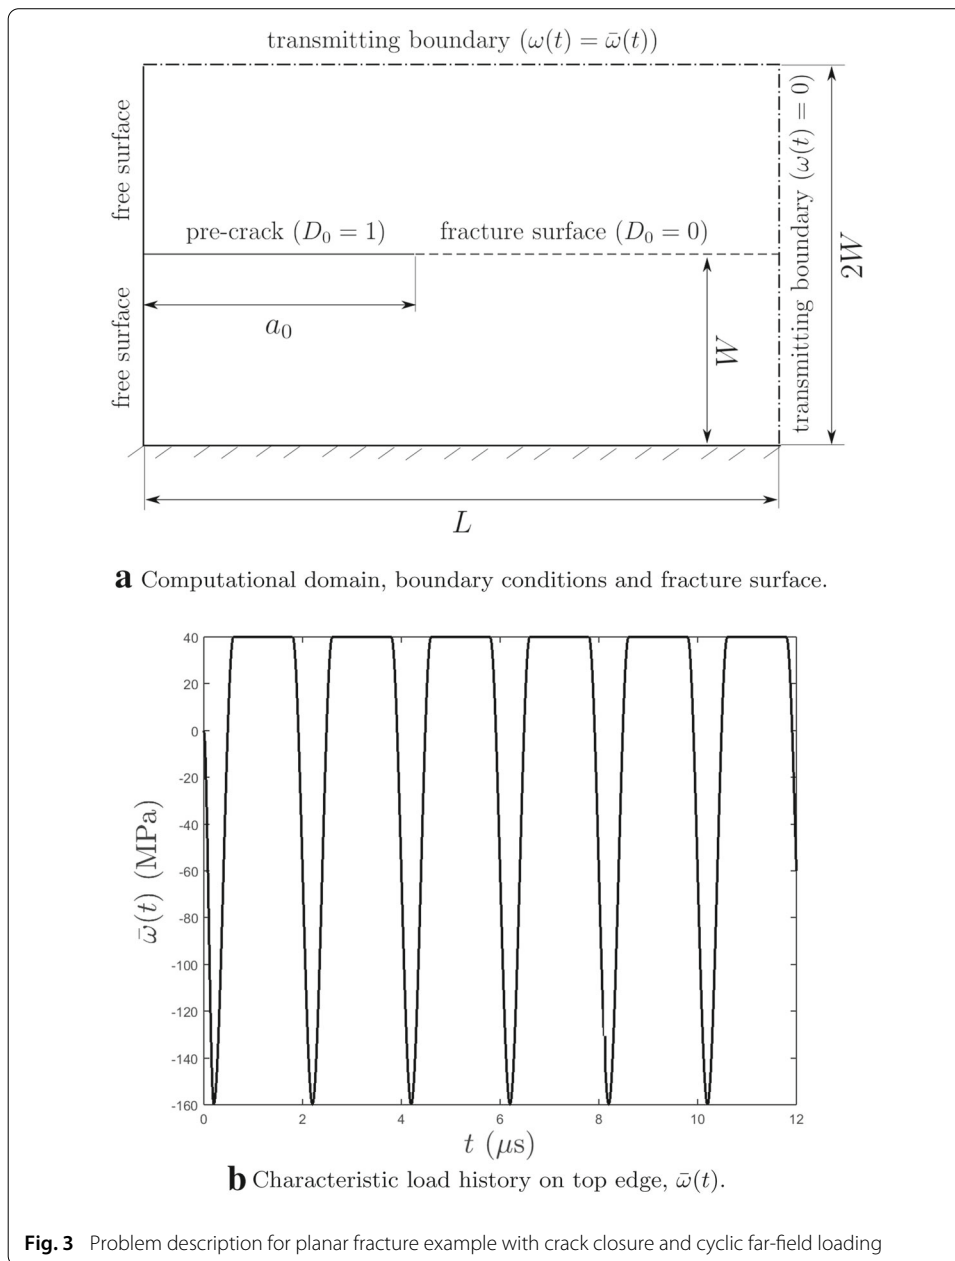 transmitting boundary (ω(t) = ω̄(t))
free surface
free surface
pre-crack (D₀ = 1)
fracture surface (D₀ = 0)
a₀
W
transmitting boundary (ω(t) = 0)
2W
L
a Computational domain, boundary conditions and fracture surface.
40
20
0
-20
-40
-60
-80
-100
-120
-140
-160
ω̄(t) (MPa)
0 2 4 6 8 10 12
t (μs)
b Characteristic load history on top edge, ω̄(t).
Fig. 3 Problem description for planar fracture example with crack closure and cyclic far-field loading